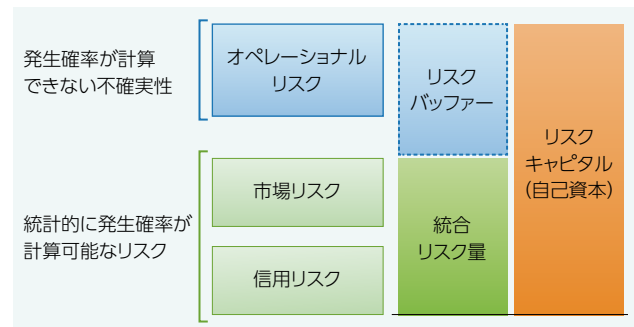 発生確率が計算
できない不確実性
オペレーショナル
リスク
リスク
バッファー
リスク
キャピタル
（自己資本）
統計的に発生確率が
計算可能なリスク
市場リスク
信用リスク
統合
リスク量